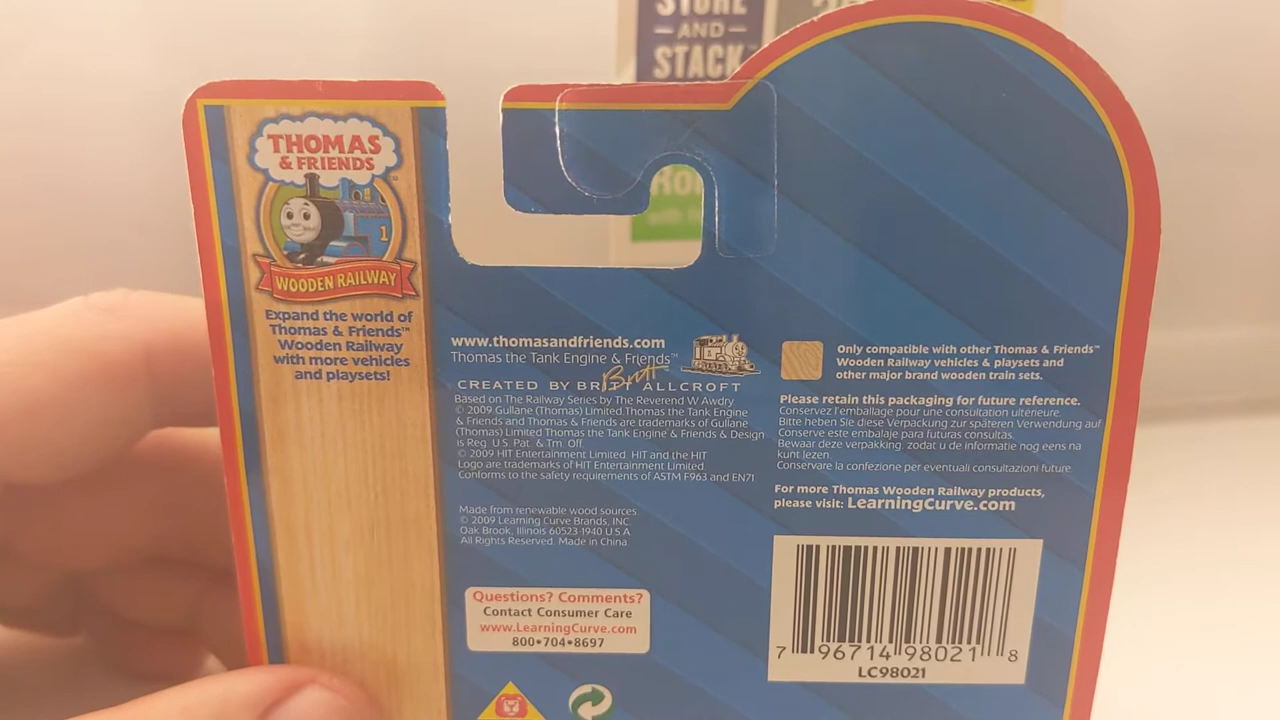 STORE
— AND —
STACK
THOMAS
& FRIENDS
1
WOODEN RAILWAY
Expand the world of
Thomas & Friends™
Wooden Railway
with more vehicles
and playsets!
www.thomasandfriends.com
Thomas the Tank Engine & Friends™
CREATED BY BRITT ALLCROFT
Britt
Based on The Railway Series by The Reverend W Awdry
© 2009 Gullane (Thomas) Limited. Thomas the Tank Engine
& Friends and Thomas & Friends are trademarks of Gullane
(Thomas) Limited Thomas the Tank Engine & Friends & Design
is Reg. U.S. Pat. & Tm. Off.
© 2009 HIT Entertainment Limited. HIT and the HIT
Logo are trademarks of HIT Entertainment Limited.
Conforms to the safety requirements of ASTM F963 and EN71
Made from renewable wood sources.
© 2009 Learning Curve Brands, INC.
Oak Brook, Illinois 60523-1940 U.S.A.
All Rights Reserved. Made in China.
Questions? Comments?
Contact Consumer Care
www.LearningCurve.com
800•704•8697
Only compatible with other Thomas & Friends™
Wooden Railway vehicles & playsets and
other major brand wooden train sets.
Please retain this packaging for future reference.
Conservez l'emballage pour une consultation ultérieure.
Bitte heben Sie diese Verpackung zur späteren Verwendung auf
Conserve este embalaje para futuras consultas.
Bewaar deze verpakking, zodat u de informatie nog eens na
kunt lezen.
Conservare la confezione per eventuali consultazioni future.
For more Thomas Wooden Railway products,
please visit: LearningCurve.com
7 96714 98021 8
LC98021